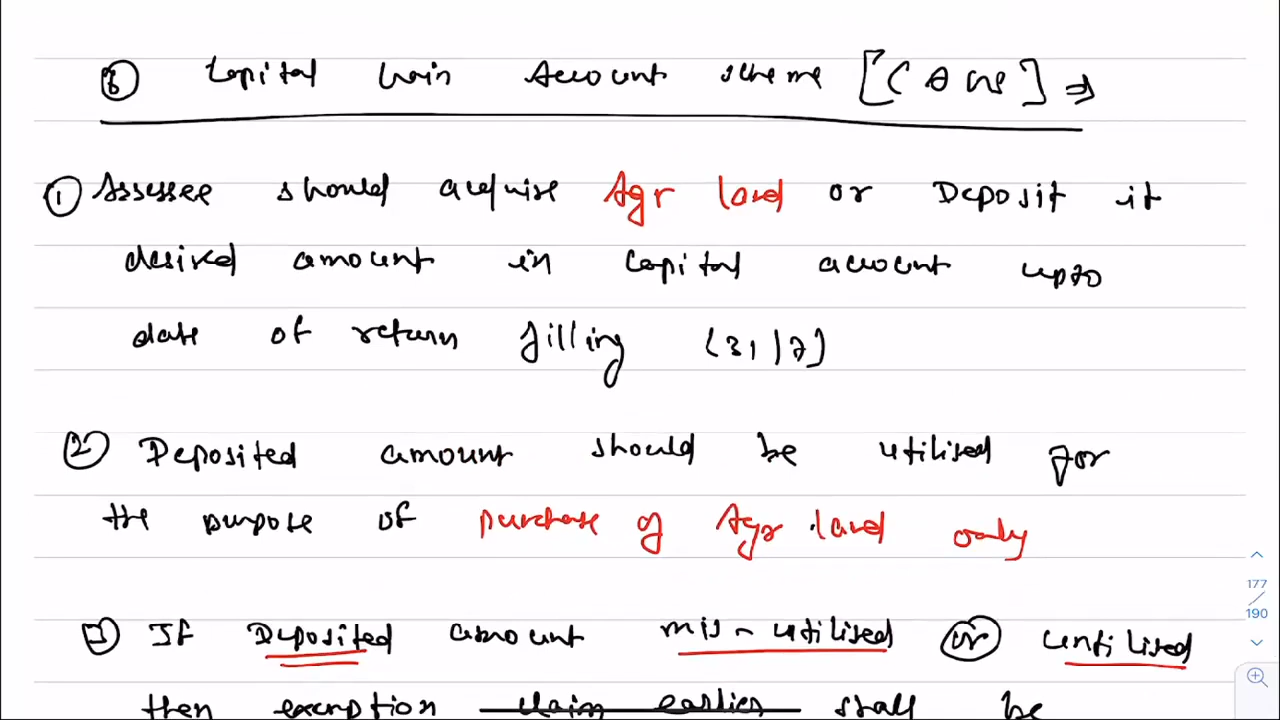 ⑧ Capital Gain Account scheme [CAGS] ⇒
① Assessee should acquire Agr land or Deposit it
desired amount in Capital account upto
date of return filling (31/7)
② Deposited amount should be utilised for
the purpose of purchase of Agr land only
③ If Deposited amount mis-utilised or untilised
then exemption claim earlier shall be
177
190